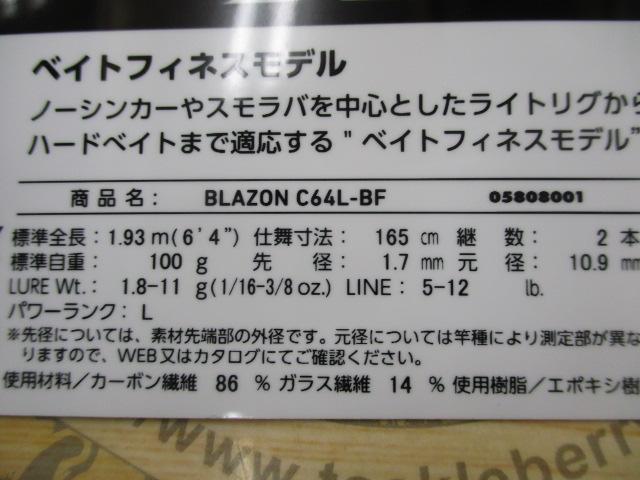 ベイトフィネスモデル
ノーシンカーやスモラバを中心としたライトリグから
ハードベイトまで適応する"ベイトフィネスモデル"
商品名: BLAZON C64L-BF 05808001
標準全長: 1.93 m(6'4") 仕舞寸法: 165 cm 継 数: 2 本
標準自重: 100 g 先 径: 1.7 mm 元 径: 10.9 mm
LURE Wt.: 1.8-11 g(1/16-3/8 oz.) LINE: 5-12 lb.
パワーランク: L
※先径については、素材先端部の外径です。元径については竿種により測定部が異な
りますので、WEB又はカタログにてご確認ください。
使用材料/カーボン繊維 86 % ガラス繊維 14 % 使用樹脂/エポキシ樹
www.tackleberry